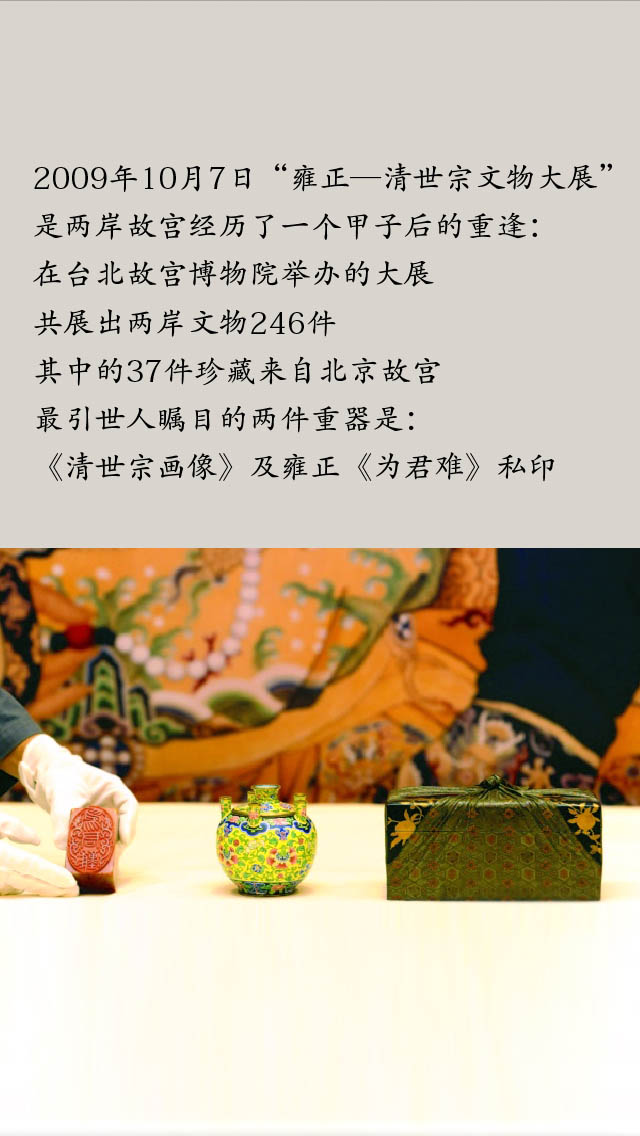 2009年10月7日“雍正—清世宗文物大展”
是两岸故宫经历了一个甲子后的重逢：
在台北故宫博物院举办的大展
共展出两岸文物246件
其中的37件珍藏来自北京故宫
最引世人瞩目的两件重器是：
《清世宗画像》及雍正《为君难》私印